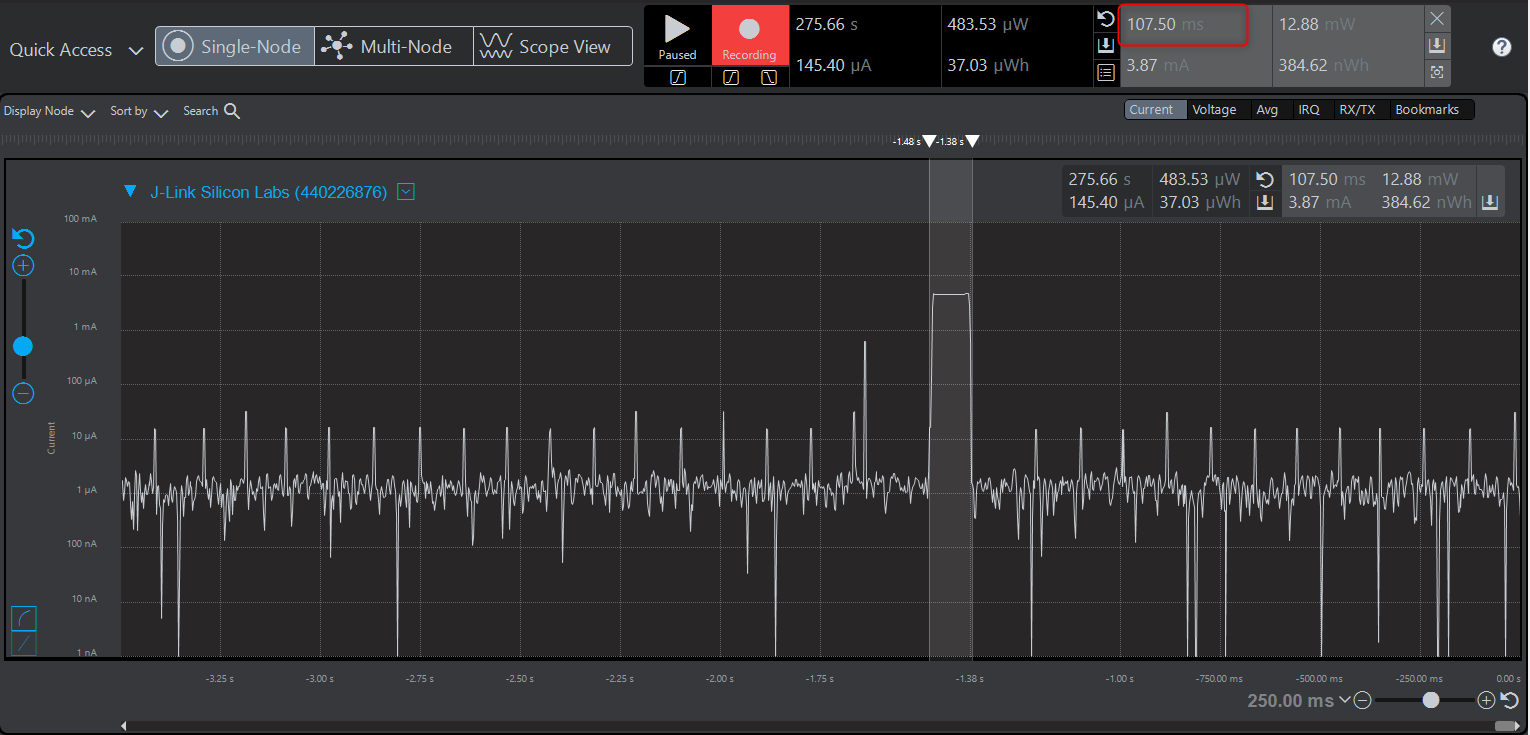 Quick Access
Single-Node
Multi-Node
Scope View
Paused
Recording
275.66 s
483.53 µW
145.40 µA
37.03 µWh
107.50 ms
12.88 mW
3.87 mA
384.62 nWh
Display Node
Sort by
Search
Current
Voltage
Avg
IRQ
RX/TX
Bookmarks
-1.48 s
-1.38 s
J-Link Silicon Labs (440226876)
275.66 s 483.53 µW
145.40 µA 37.03 µWh
107.50 ms 12.88 mW
3.87 mA 384.62 nWh
100 mA
10 mA
1 mA
100 µA
10 µA
1 µA
100 nA
10 nA
1 nA
Current
-3.25 s
-3.00 s
-2.75 s
-2.50 s
-2.25 s
-2.00 s
-1.75 s
-1.38 s
-1.00 s
-750.00 ms
-500.00 ms
-250.00 ms
0.00 s
250.00 ms